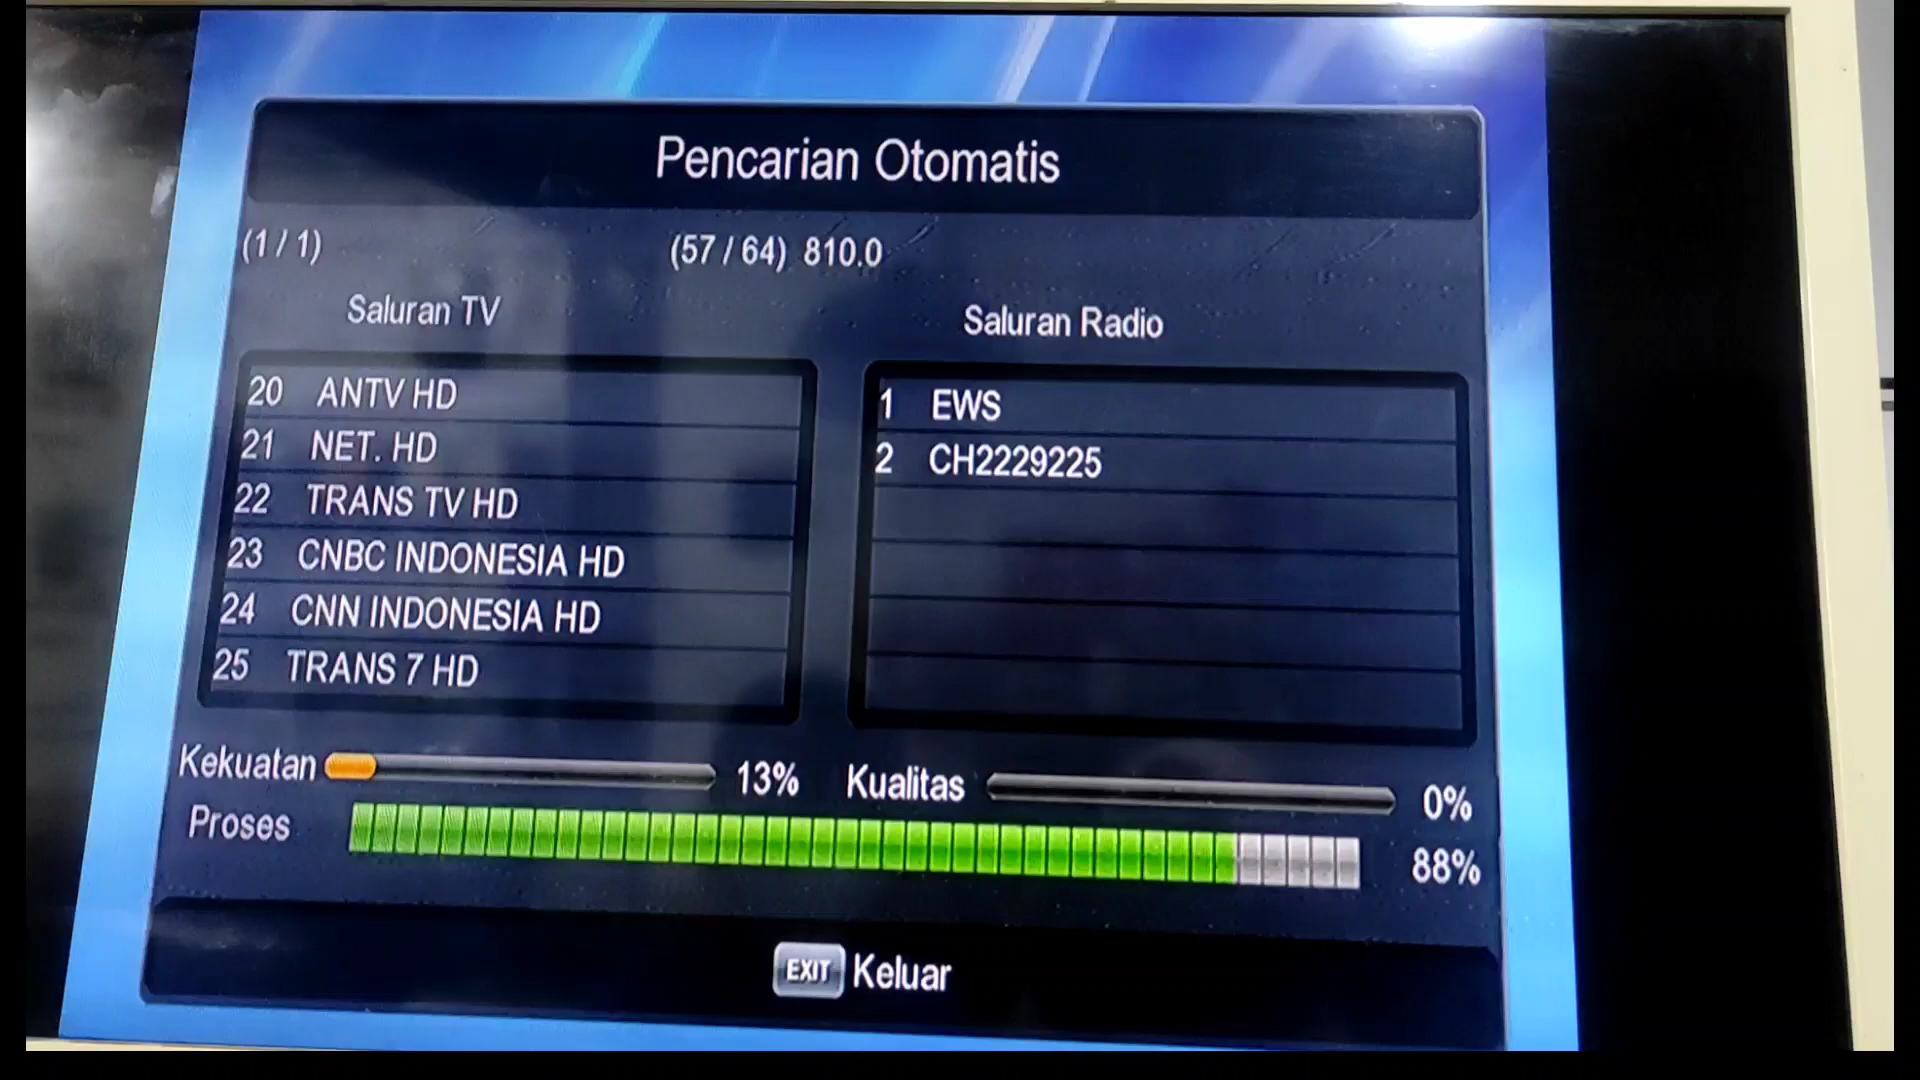 Pencarian Otomatis
(1 / 1) (57 / 64) 810.0
Saluran TV Saluran Radio
20 ANTV HD
21 NET. HD
22 TRANS TV HD
23 CNBC INDONESIA HD
24 CNN INDONESIA HD
25 TRANS 7 HD
1 EWS
2 CH2229225
Kekuatan 13% Kualitas 0%
Proses 88%
EXIT Keluar